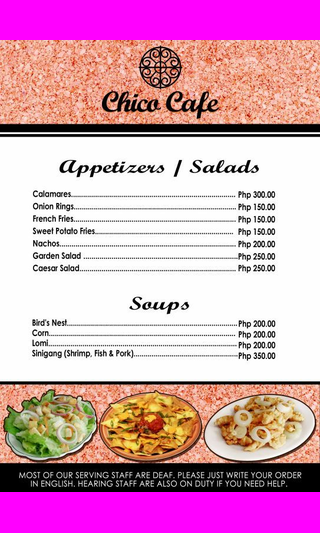 Chico Cafe
Appetizers / Salads
Calamares........................................................................ Php 300.00
Onion Rings...................................................................... Php 150.00
French Fries...................................................................... Php 150.00
Sweet Potato Fries............................................................ Php 150.00
Nachos............................................................................. Php 200.00
Garden Salad ...................................................................Php 250.00
Caesar Salad..................................................................... Php 250.00
Soups
Bird's Nest..........................................................................Php 200.00
Corn................................................................................. Php 200.00
Lomi..................................................................................Php 200.00
Sinigang (Shrimp, Fish & Pork)............................................Php 350.00
MOST OF OUR SERVING STAFF ARE DEAF. PLEASE JUST WRITE YOUR ORDER
IN ENGLISH. HEARING STAFF ARE ALSO ON DUTY IF YOU NEED HELP.